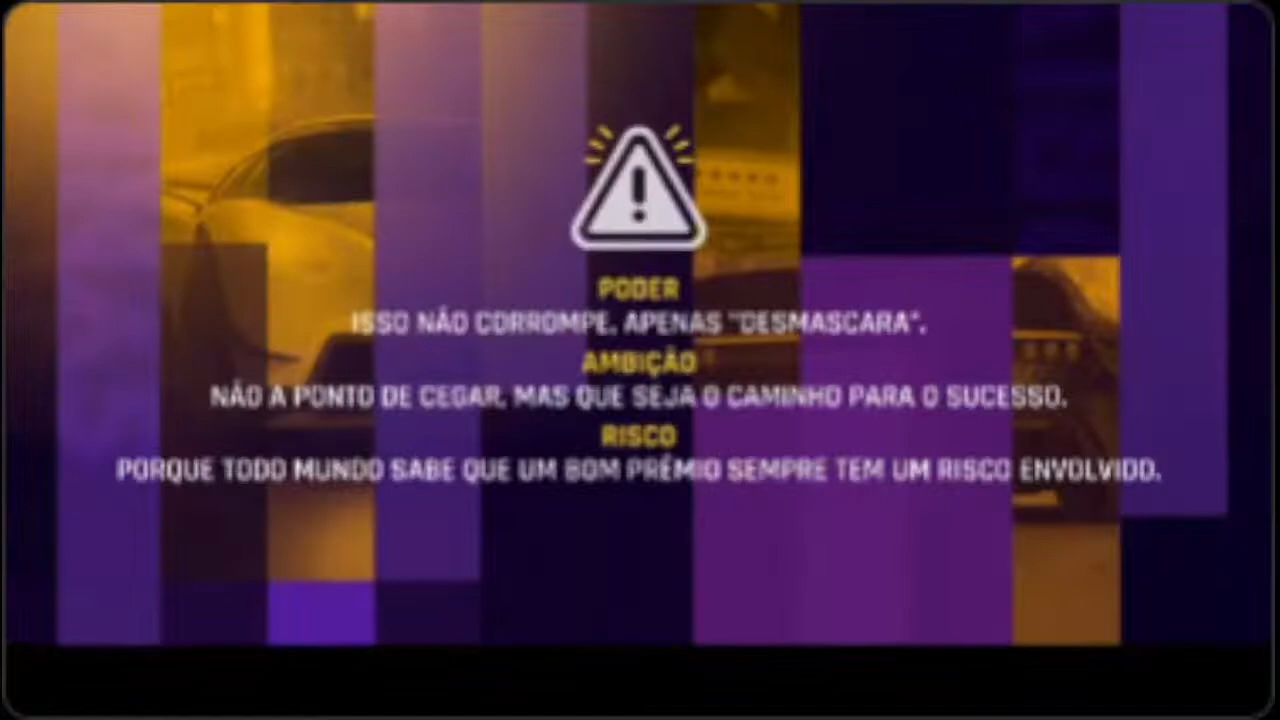 PODER
ISSO NÃO CORROMPE, APENAS "DESMASCARA".
AMBIÇÃO
NÃO A PONTO DE CEGAR, MAS QUE SEJA O CAMINHO PARA O SUCESSO.
RISCO
PORQUE TODO MUNDO SABE QUE UM BOM PRÊMIO SEMPRE TEM UM RISCO ENVOLVIDO.